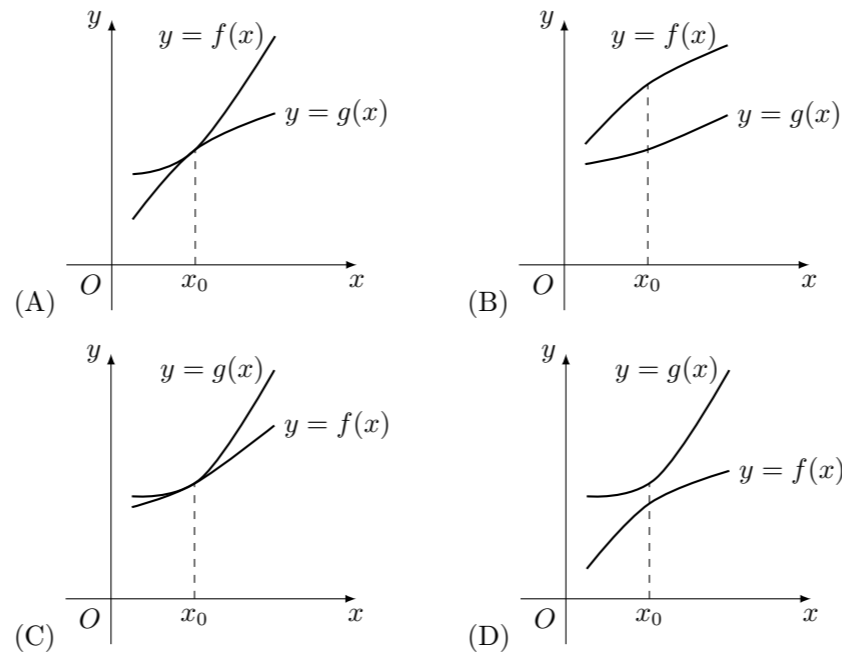 y
y = f(x)
y = g(x)
O
x₀
x
(A)
y
y = f(x)
y = g(x)
O
x₀
x
(B)
y
y = g(x)
y = f(x)
O
x₀
x
(C)
y
y = g(x)
y = f(x)
O
x₀
x
(D)